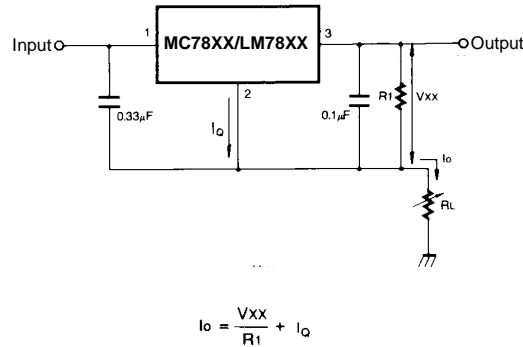 Input
1
MC78XX/LM78XX
3
Output
2
0.33µF
IQ
0.1µF
R1
VXX
Io
RL
Io = VXX / R1 + IQ